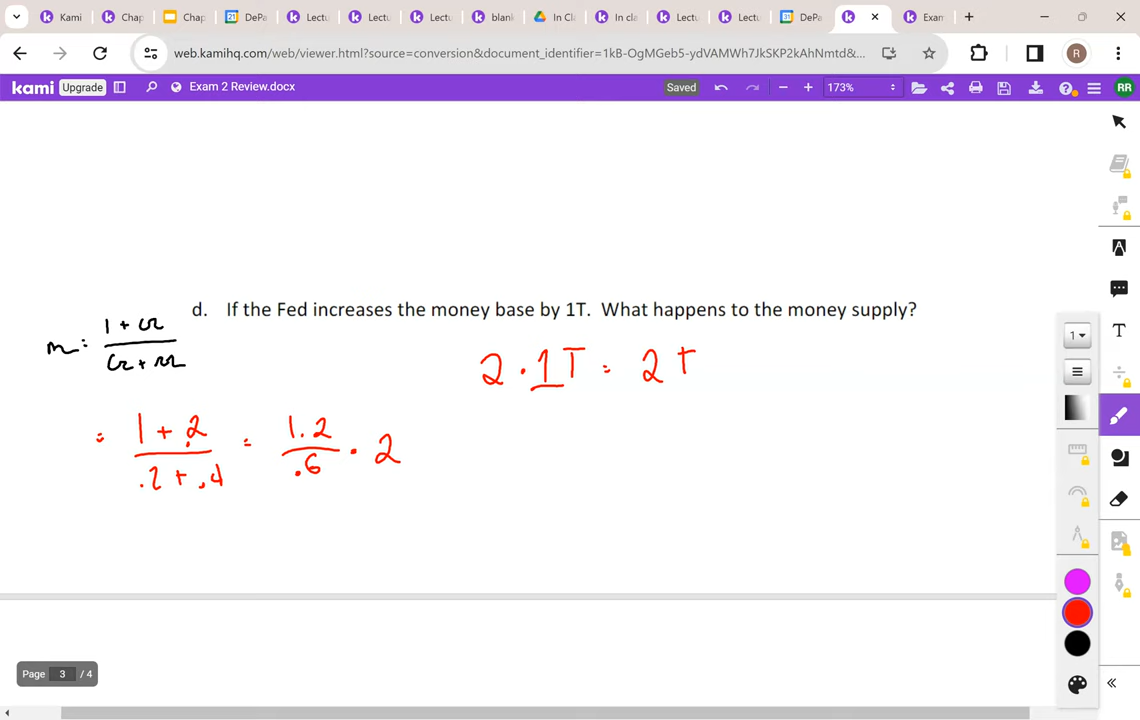 Kami
Chap
Chap
DePa
Lectu
Lectu
Lectu
blank
In Cla
In cla
Lectu
Lectu
DePa
Exam
web.kamihq.com/web/viewer.html?source=conversion&document_identifier=1kB-OgMGeb5-ydVAMWh7JkSKP2kAhNmtd&...
R
kami Upgrade Exam 2 Review.docx Saved 173% RR
d. If the Fed increases the money base by 1T. What happens to the money supply?
m = 1 + cr / cr + rr
2 · 1T = 2T
= 1 + .2 / .2 + .4 = 1.2 / .6 · 2
1
T
Page 3 / 4